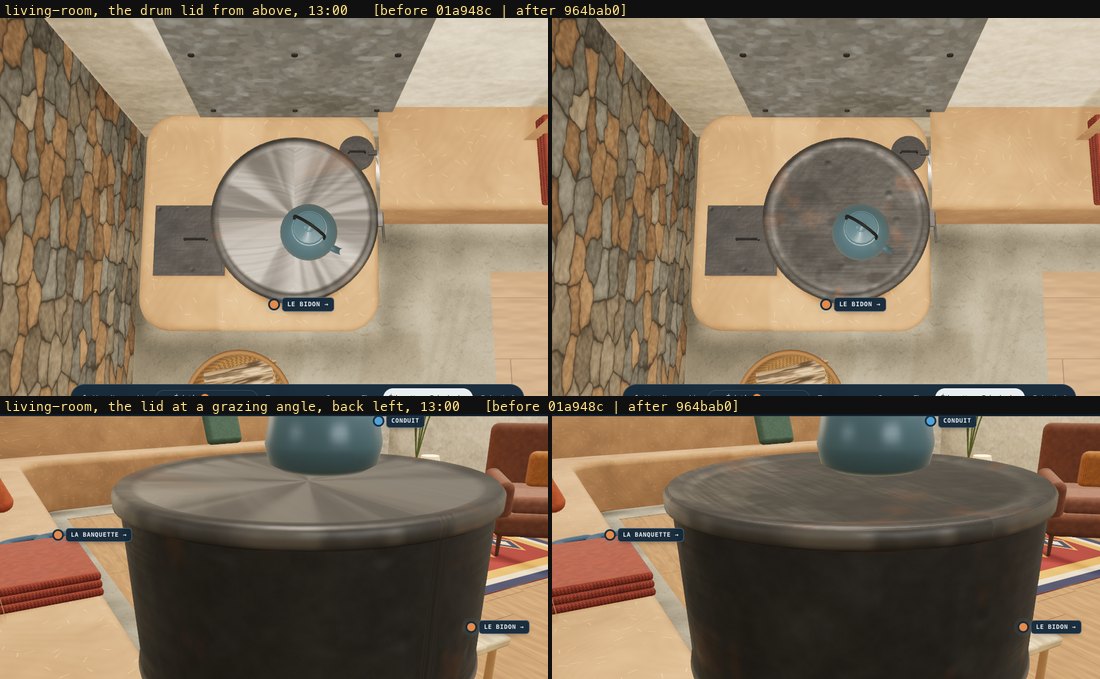 living-room, the drum lid from above, 13:00 [before 01a948c | after 964bab0]
LE BIDON →
LE BIDON →
living-room, the lid at a grazing angle, back left, 13:00 [before 01a948c | after 964bab0]
CONDUIT
CONDUIT
LA BANQUETTE →
LA BANQUETTE →
LE BIDON →
LE BIDON →